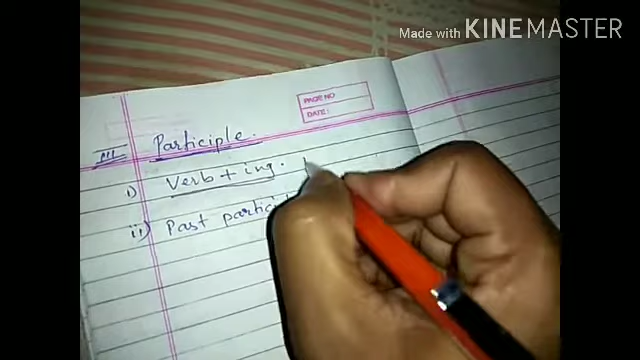 Made with KINEMASTER
PAGE NO
DATE:
III Participle.
i) Verb + ing.
ii) Past